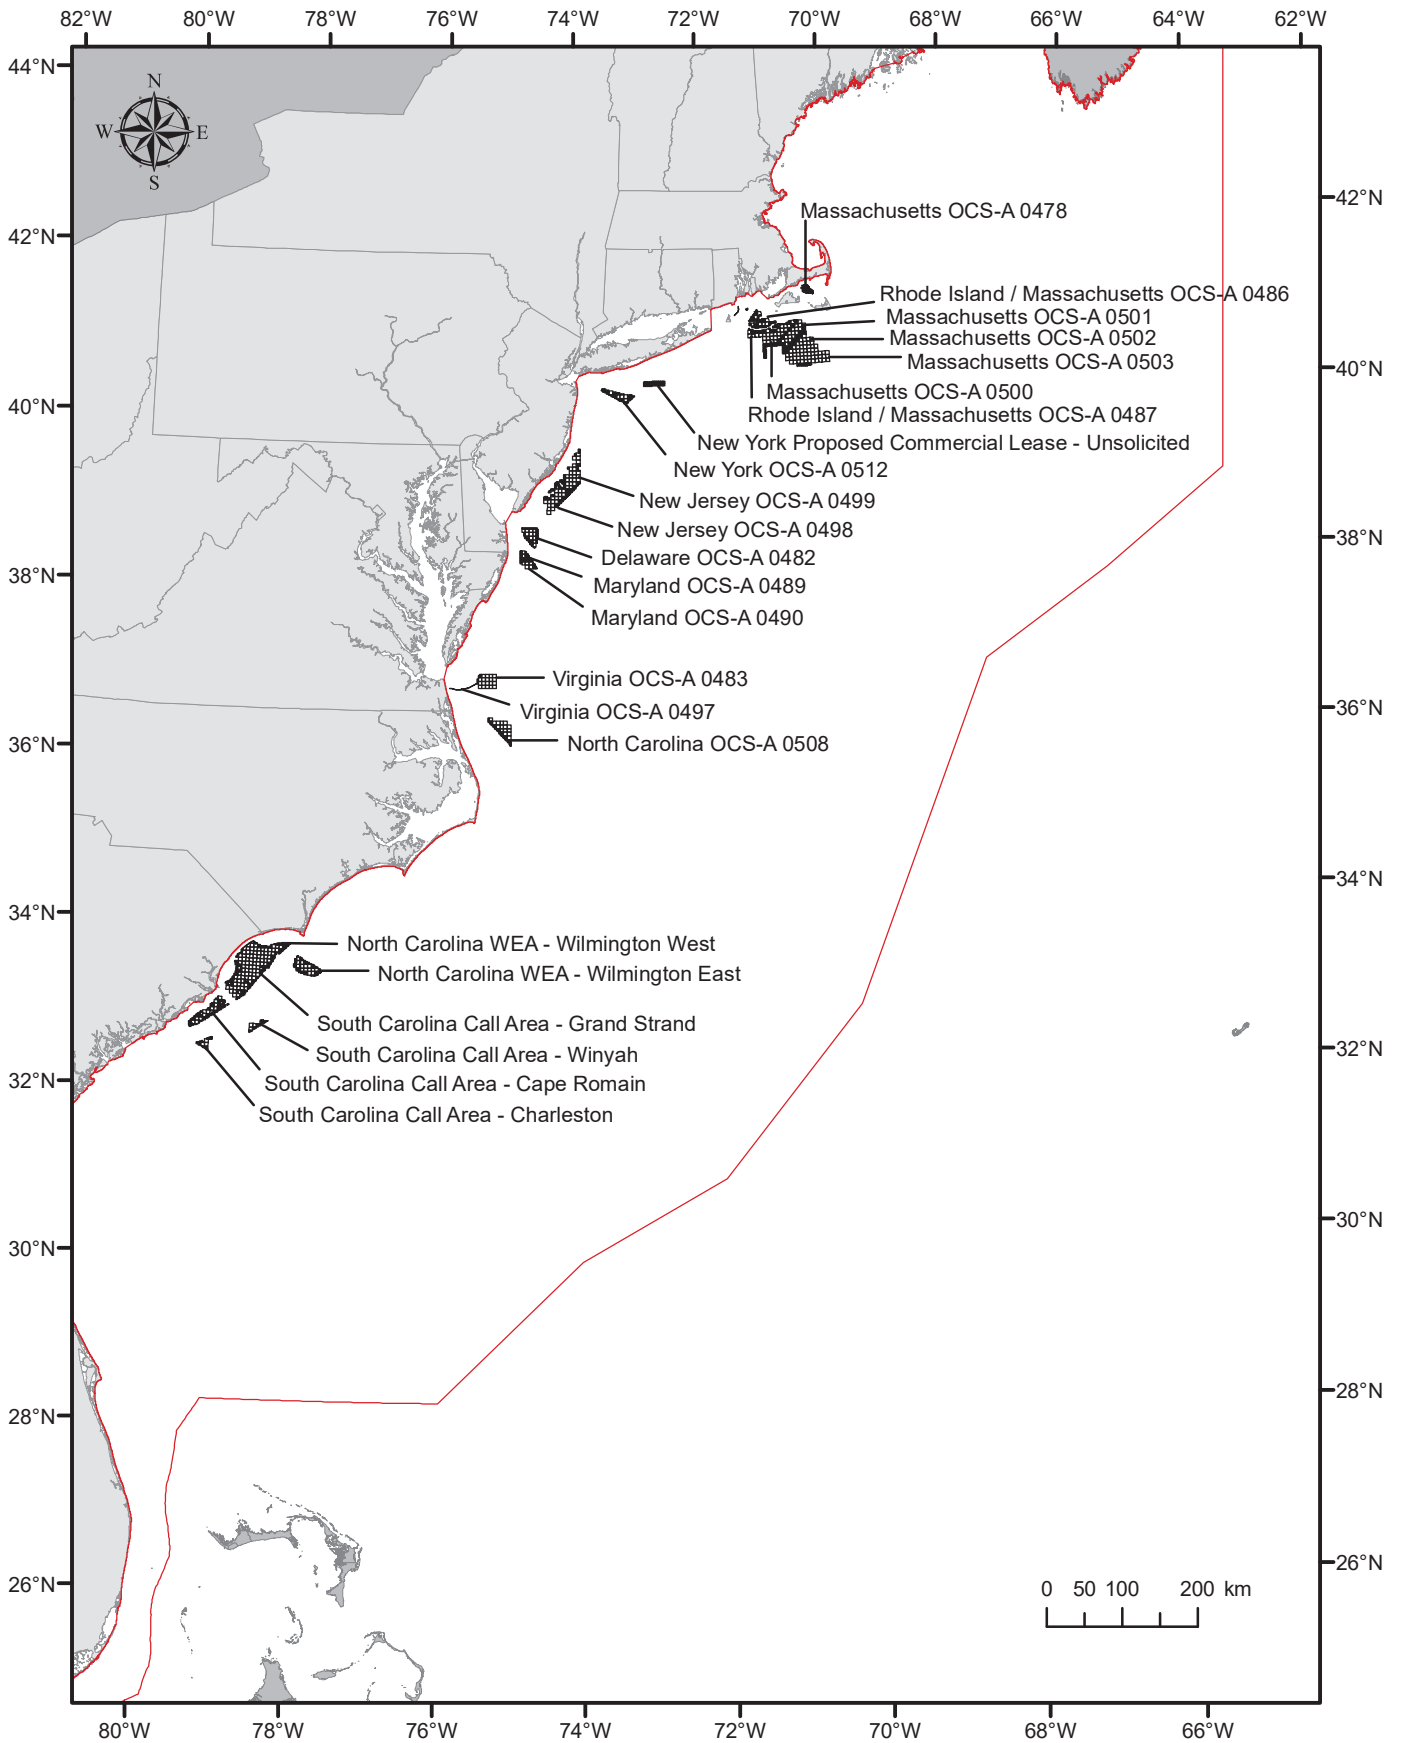 82°W 80°W 78°W 76°W 74°W 72°W 70°W 68°W 66°W 64°W 62°W
44°N
N
W E
S
42°N
Massachusetts OCS-A 0478
42°N
Rhode Island / Massachusetts OCS-A 0486
Massachusetts OCS-A 0501
Massachusetts OCS-A 0502
Massachusetts OCS-A 0503
40°N
Massachusetts OCS-A 0500
40°N
Rhode Island / Massachusetts OCS-A 0487
New York Proposed Commercial Lease - Unsolicited
New York OCS-A 0512
New Jersey OCS-A 0499
New Jersey OCS-A 0498
38°N
Delaware OCS-A 0482
38°N
Maryland OCS-A 0489
Maryland OCS-A 0490
Virginia OCS-A 0483
36°N
Virginia OCS-A 0497
36°N
North Carolina OCS-A 0508
34°N
34°N
North Carolina WEA - Wilmington West
North Carolina WEA - Wilmington East
South Carolina Call Area - Grand Strand
32°N
South Carolina Call Area - Winyah
32°N
South Carolina Call Area - Cape Romain
South Carolina Call Area - Charleston
30°N
30°N
28°N
28°N
26°N
26°N
0 50 100 200 km
80°W 78°W 76°W 74°W 72°W 70°W 68°W 66°W